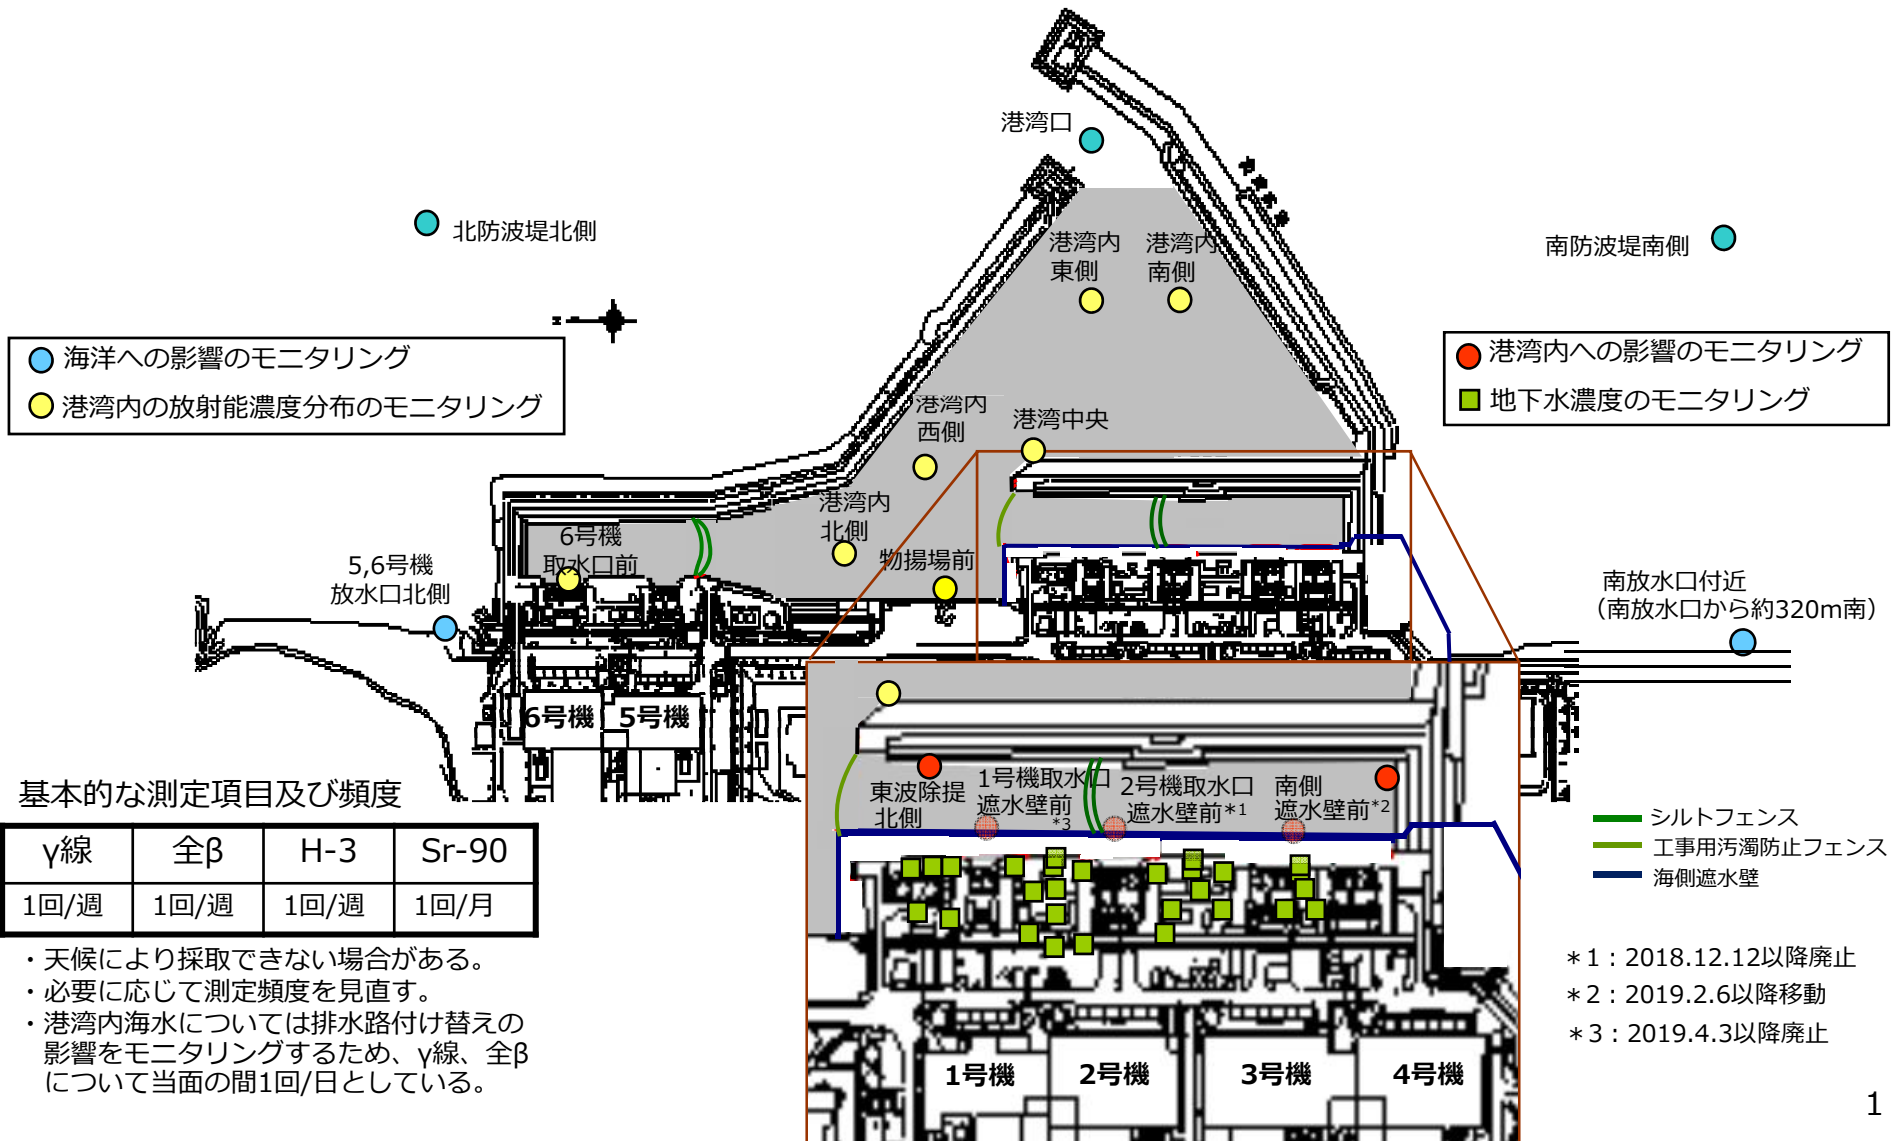 港湾口
北防波堤北側
南防波堤南側
港湾内
東側
港湾内
南側
海洋への影響のモニタリング
港湾内の放射能濃度分布のモニタリング
港湾内への影響のモニタリング
地下水濃度のモニタリング
港湾内
西側
港湾中央
港湾内
北側
6号機
取水口前
物揚場前
5,6号機
放水口北側
南放水口付近
（南放水口から約320m南）
6号機
5号機
東波除堤
北側
1号機取水口
遮水壁前
*3
2号機取水口
遮水壁前*1
南側
遮水壁前*2
シルトフェンス
工事用汚濁防止フェンス
海側遮水壁
基本的な測定項目及び頻度
γ線 全β H-3 Sr-90
1回/週 1回/週 1回/週 1回/月
・天候により採取できない場合がある。
・必要に応じて測定頻度を見直す。
・港湾内海水については排水路付け替えの
影響をモニタリングするため、γ線、全β
について当面の間1回/日としている。
＊1：2018.12.12以降廃止
＊2：2019.2.6以降移動
＊3：2019.4.3以降廃止
1号機
2号機
3号機
4号機
1